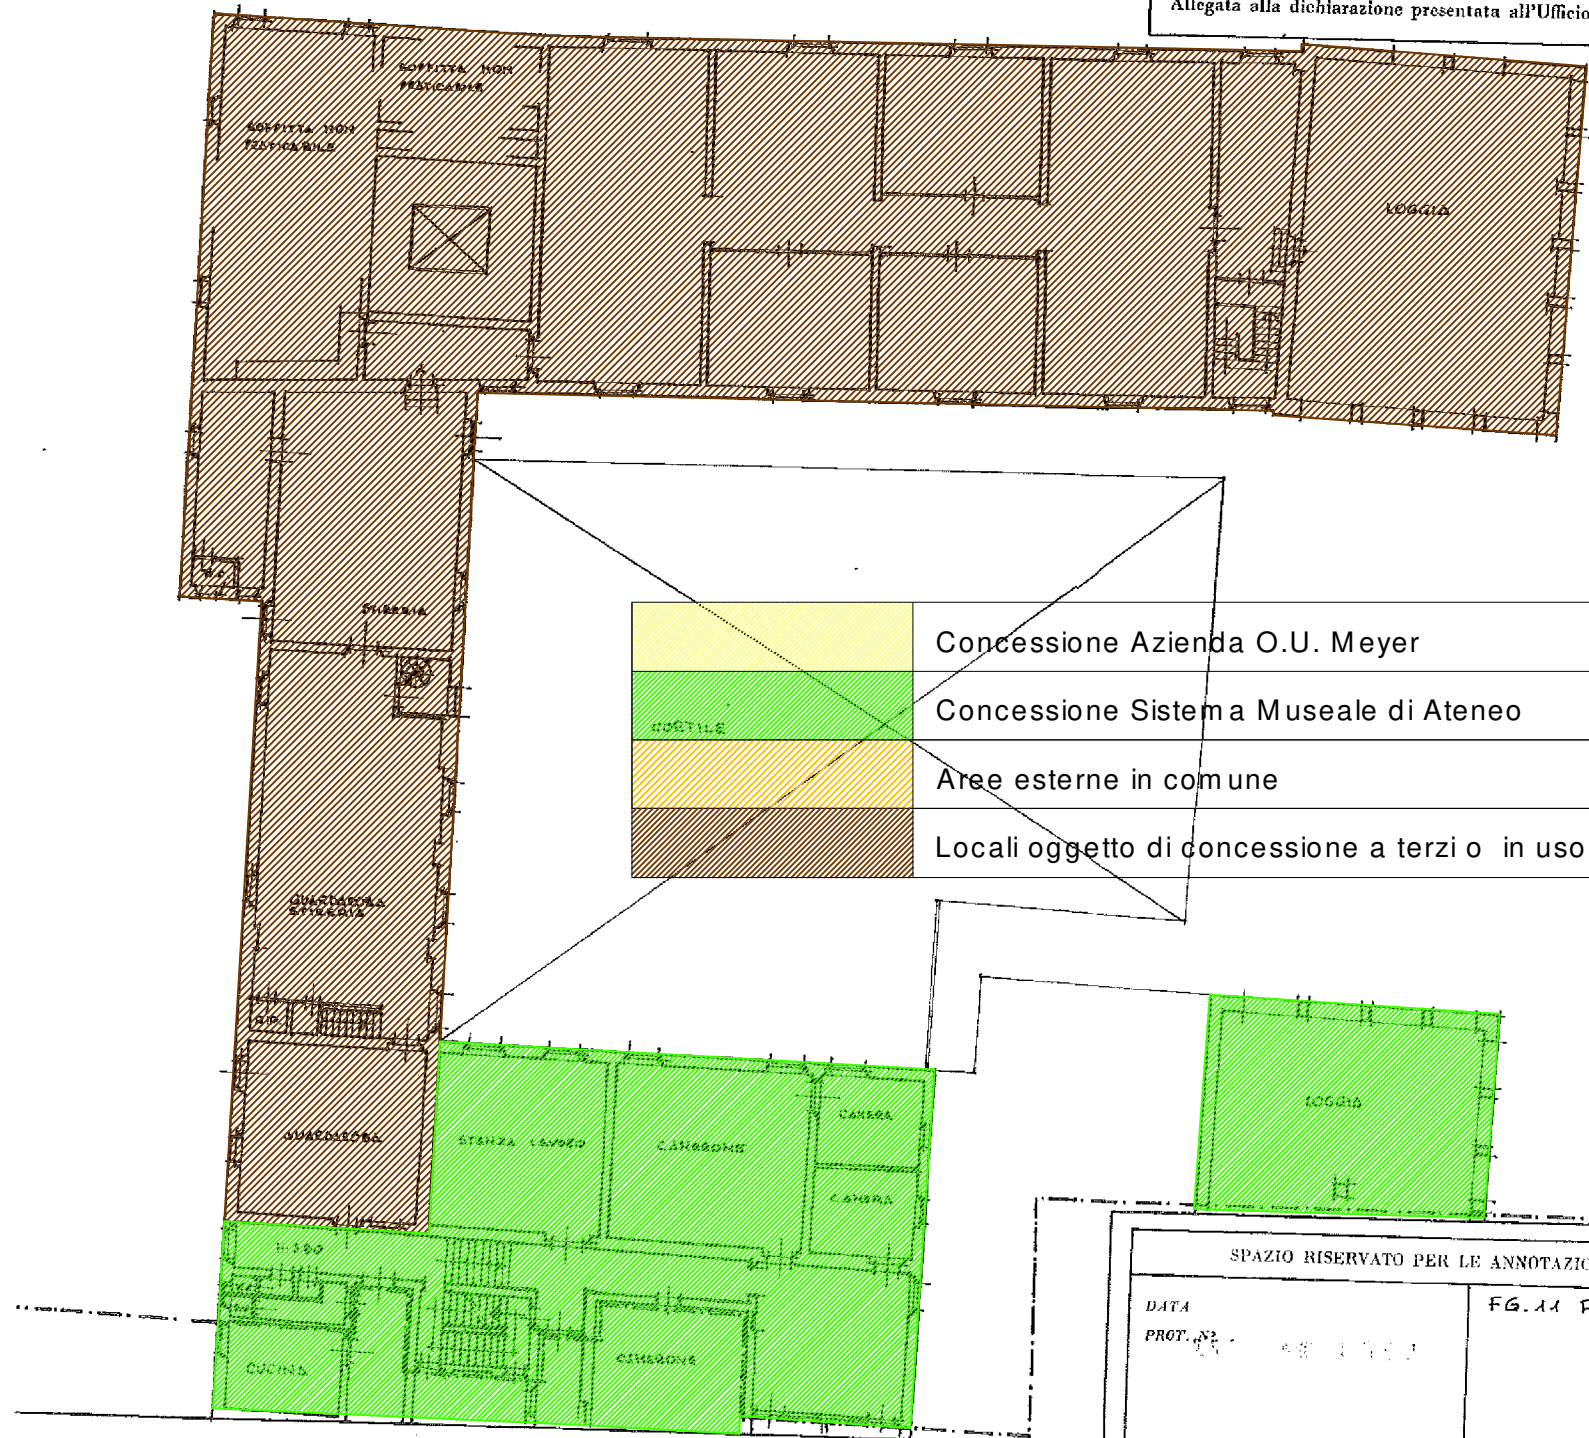 Allegata alla dichiarazione presentata all'Ufficio
SOFFITTA NON
PRATICABILE
SOFFITTA NON
PRATICABILE
LOGGIA
STIRERIA
Concessione Azienda O.U. Meyer
CORTILE
Concessione Sistema Museale di Ateneo
Aree esterne in comune
Locali oggetto di concessione a terzi o in uso
GUARDAROBA
STIRERIA
RIP.
GUARDAROBA
STANZA LAVORO
CAMERONE
CAMERA
CAMERA
LOGGIA
CUCINA
CAMERONE
SPAZIO RISERVATO PER LE ANNOTAZIO
DATA
PROT. N°
FG. 11 P